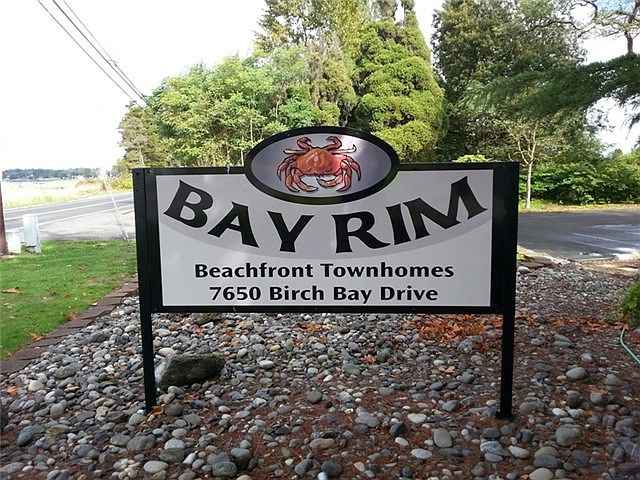 BAY RIM
Beachfront Townhomes
7650 Birch Bay Drive